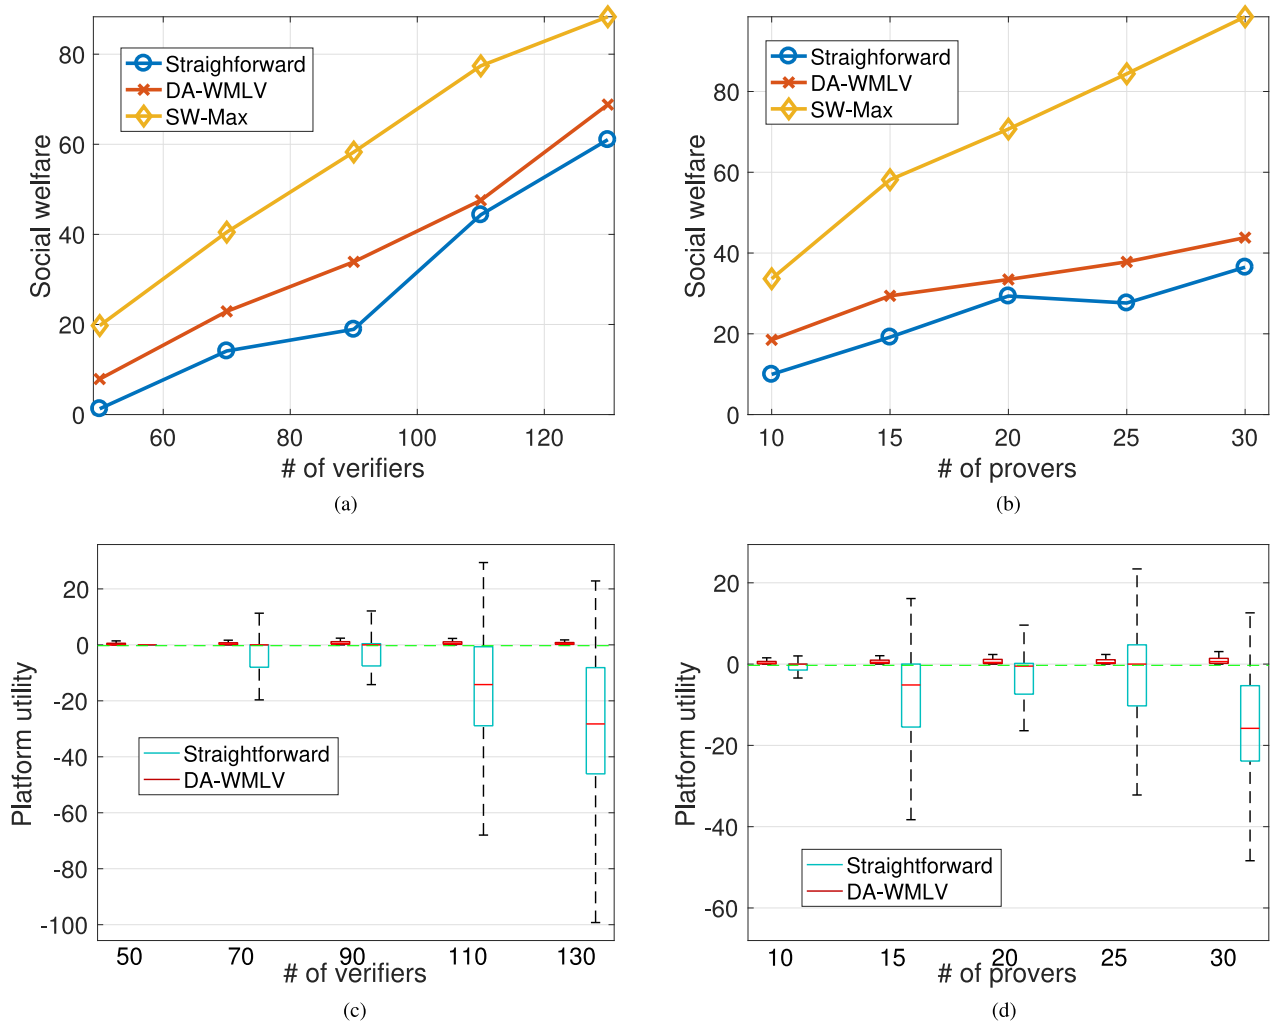 80
60
40
20
0
60
80
100
120
Social welfare
# of verifiers
Straighforward
DA-WMLV
SW-Max
(a)
80
60
40
20
0
10
15
20
25
30
Social welfare
# of provers
Straighforward
DA-WMLV
SW-Max
(b)
20
0
-20
-40
-60
-80
-100
50
70
90
110
130
Platform utility
# of verifiers
Straightforward
DA-WMLV
(c)
20
0
-20
-40
-60
10
15
20
25
30
Platform utility
# of provers
Straightforward
DA-WMLV
(d)